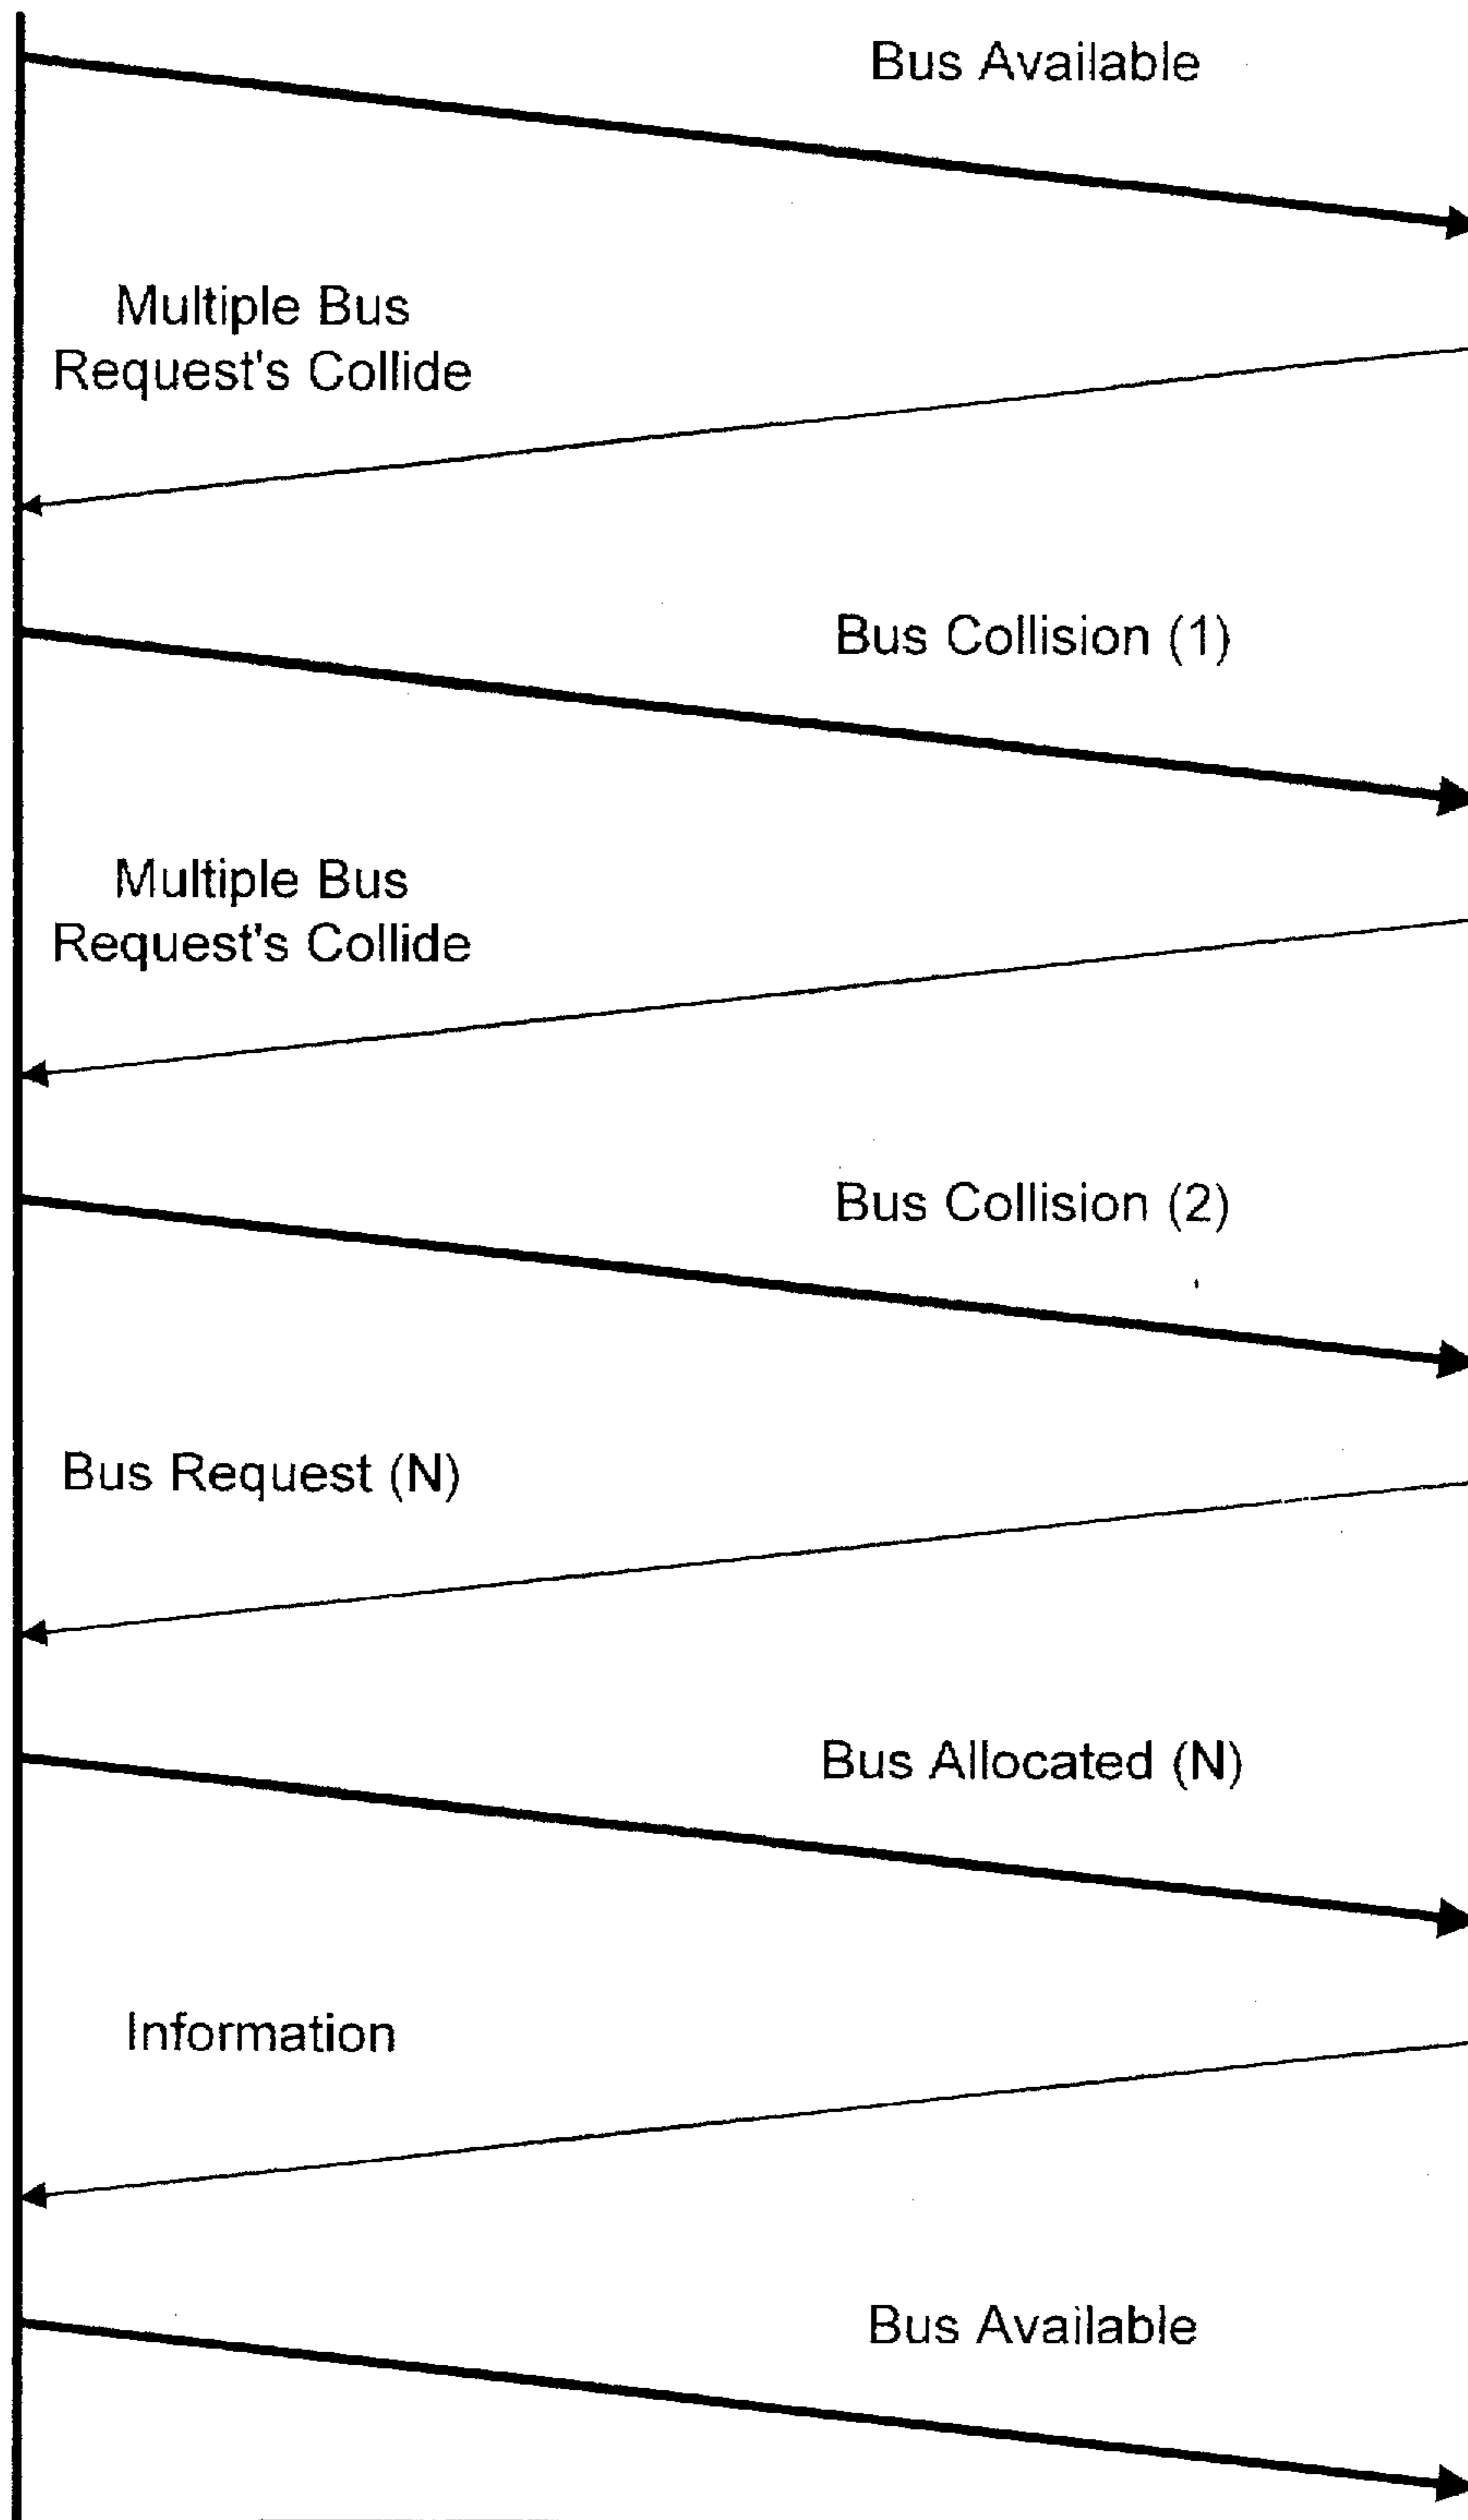 Bus Available
Multiple Bus
Request's Collide
Bus Collision (1)
Multiple Bus
Request's Collide
Bus Collision (2)
Bus Request (N)
Bus Allocated (N)
Information
Bus Available